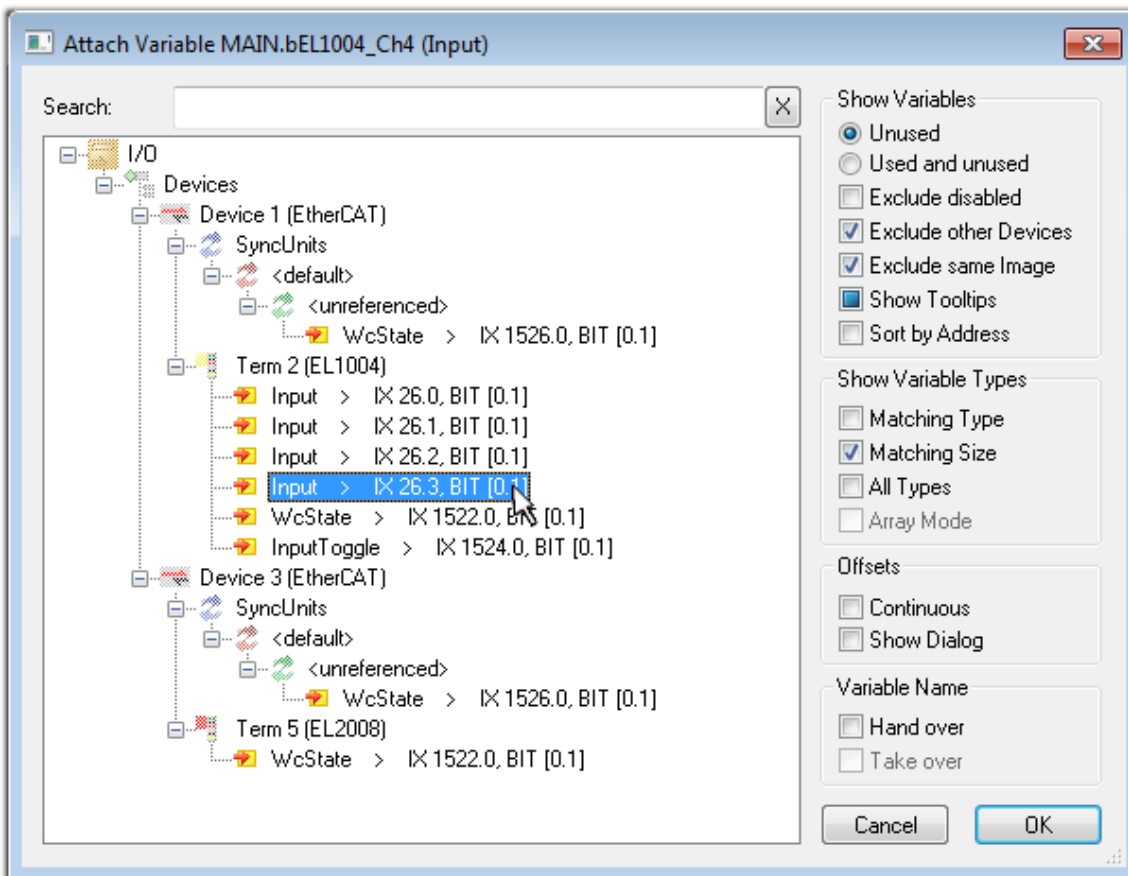 Attach Variable MAIN.bEL1004_Ch4 (Input)
Search:
X
I/O
Devices
Device 1 (EtherCAT)
SyncUnits
<default>
<unreferenced>
WcState > IX 1526.0, BIT [0.1]
Term 2 (EL1004)
Input > IX 26.0, BIT [0.1]
Input > IX 26.1, BIT [0.1]
Input > IX 26.2, BIT [0.1]
Input > IX 26.3, BIT [0.1]
WcState > IX 1522.0, BIT [0.1]
InputToggle > IX 1524.0, BIT [0.1]
Device 3 (EtherCAT)
SyncUnits
<default>
<unreferenced>
WcState > IX 1526.0, BIT [0.1]
Term 5 (EL2008)
WcState > IX 1522.0, BIT [0.1]
Show Variables
Unused
Used and unused
Exclude disabled
Exclude other Devices
Exclude same Image
Show Tooltips
Sort by Address
Show Variable Types
Matching Type
Matching Size
All Types
Array Mode
Offsets
Continuous
Show Dialog
Variable Name
Hand over
Take over
Cancel OK